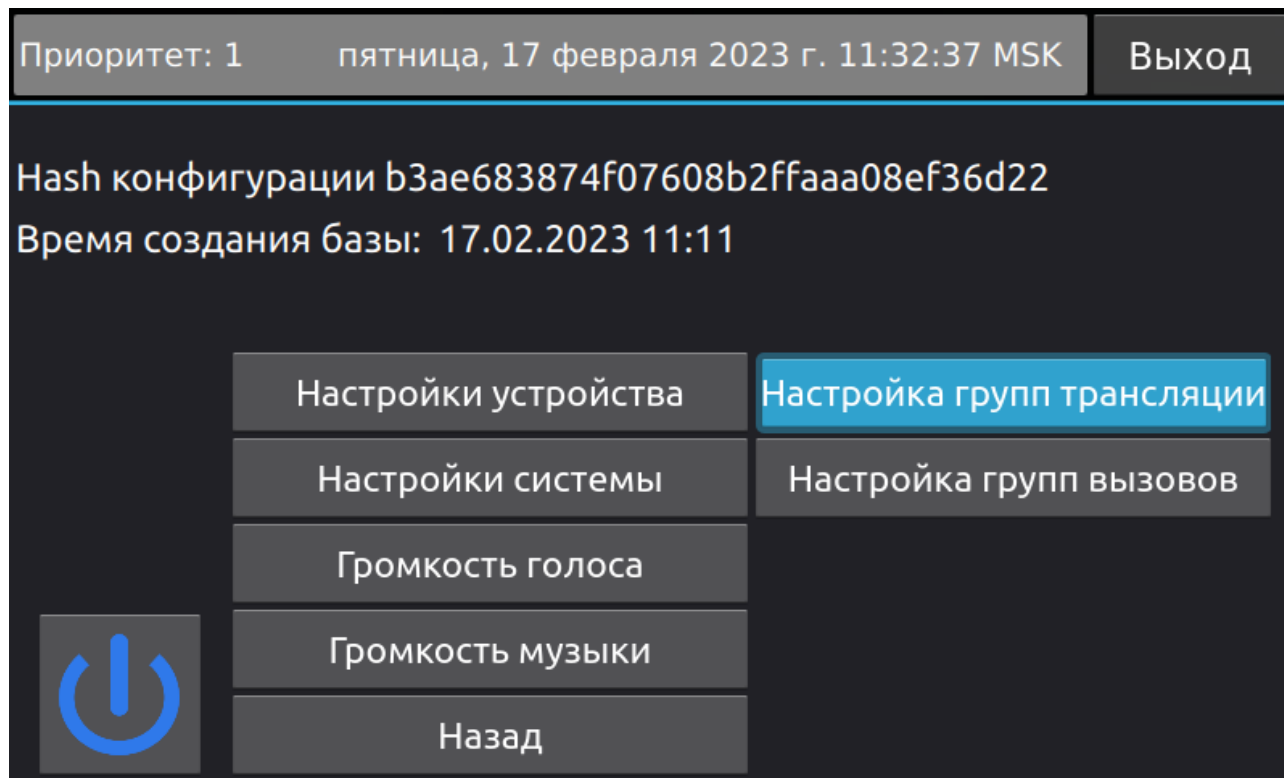 Приоритет: 1 пятница, 17 февраля 2023 г. 11:32:37 MSK Выход
Hash конфигурации b3ae683874f07608b2ffaaa08ef36d22
Время создания базы: 17.02.2023 11:11
Настройки устройства Настройка групп трансляции
Настройки системы Настройка групп вызовов
Громкость голоса
Громкость музыки
Назад